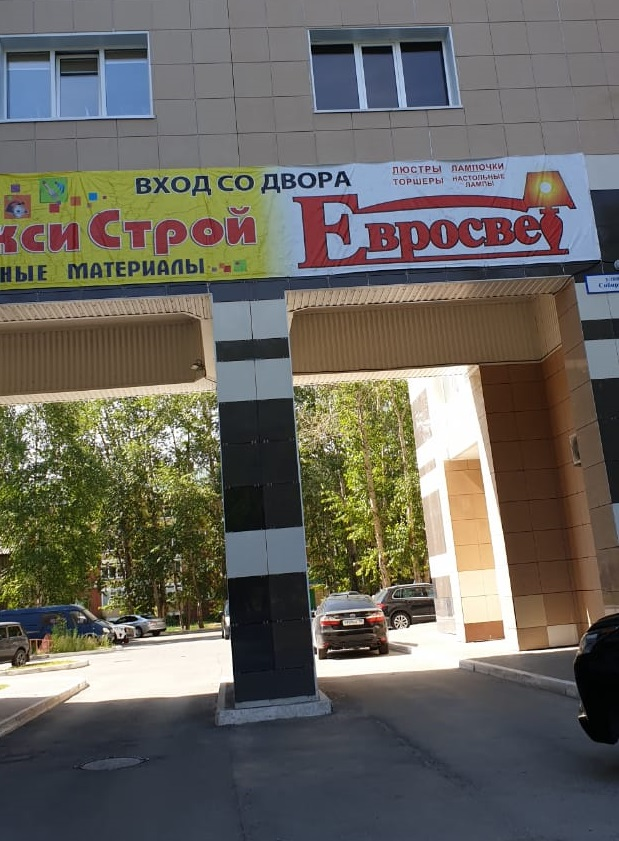 ВХОД СО ДВОРА
кси Строй
ные материалы
ЛЮСТРЫ ЛАМПОЧКИ
ТОРШЕРЫ НАСТОЛЬНЫЕ
ЛАМПЫ
Евросвет